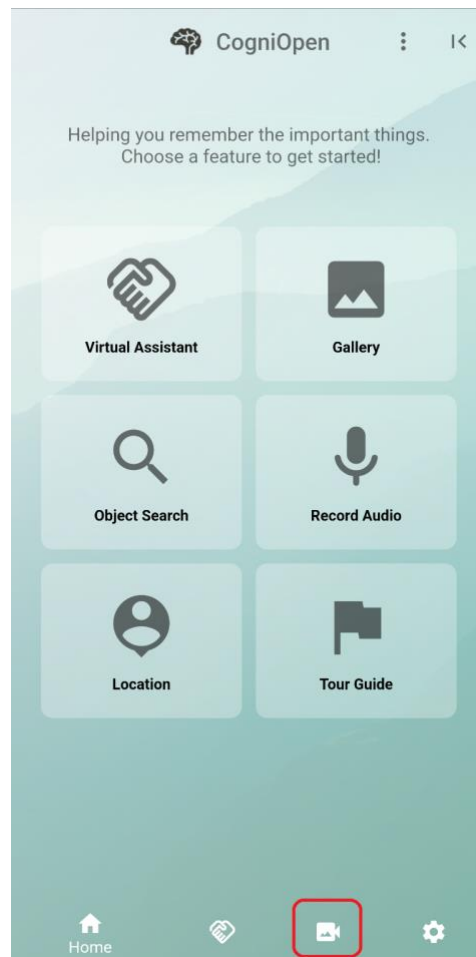 CogniOpen
Helping you remember the important things.
Choose a feature to get started!
Virtual Assistant
Gallery
Object Search
Record Audio
Location
Tour Guide
Home